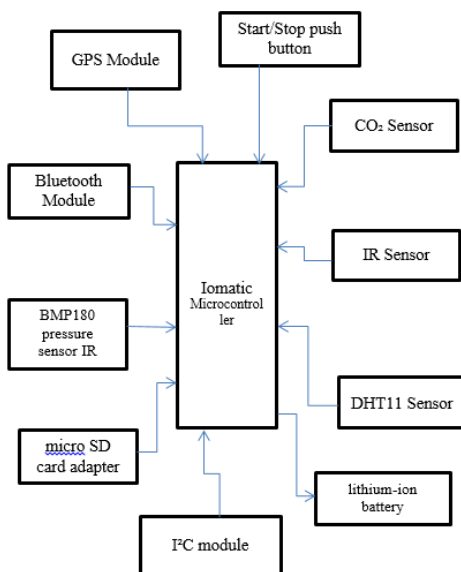 GPS Module
Start/Stop push
button
CO₂ Sensor
Bluetooth
Module
IR Sensor
Iomatic
Microcontrol
ler
BMP180
pressure
sensor IR
DHT11 Sensor
micro SD
card adapter
lithium-ion
battery
I²C module